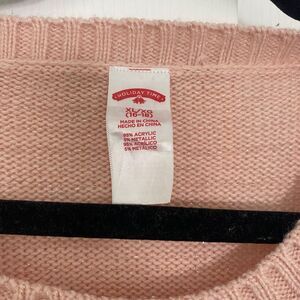 HOLIDAY TIME
XL/XG
(16-18)
MADE IN CHINA
HECHO EN CHINA
95% ACRYLIC
5% METALLIC
95% ACRILICO
5% METALICO